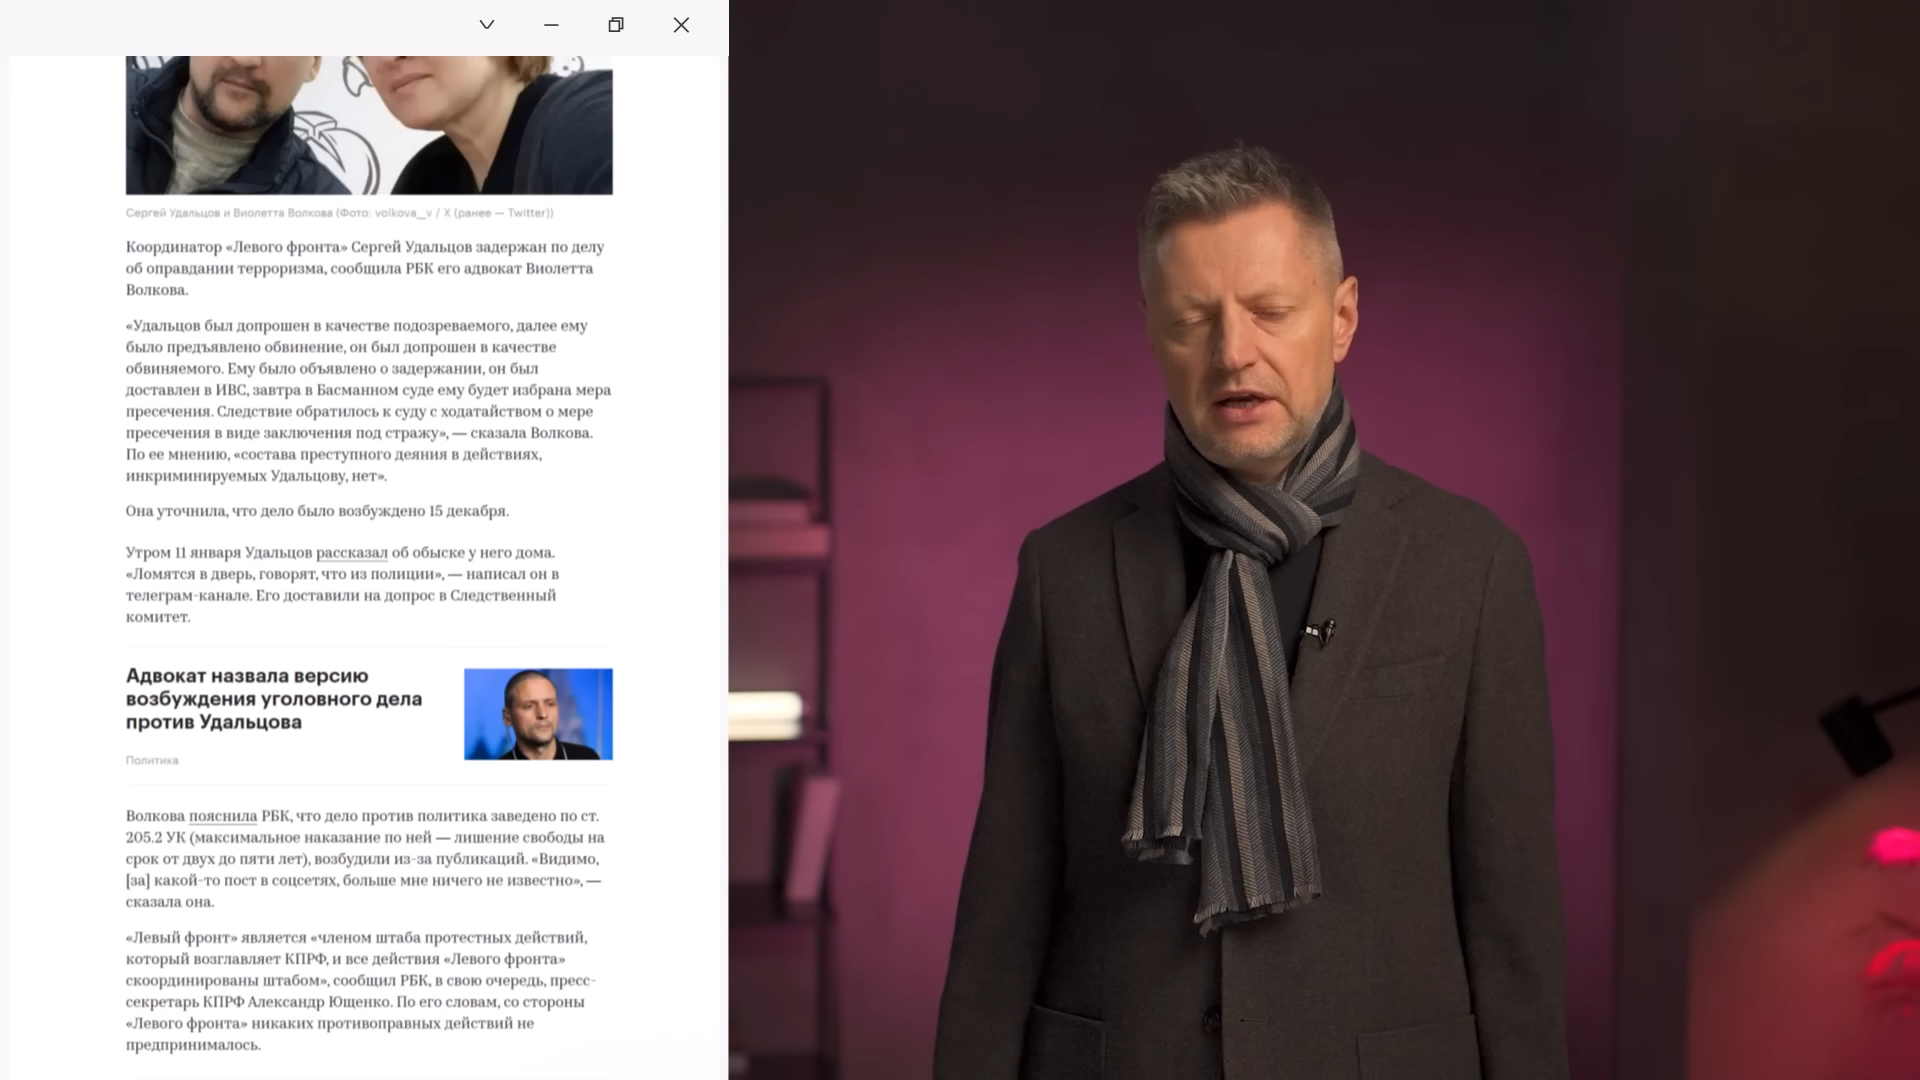 Сергей Удальцов и Виолетта Волкова (Фото: volkova__v / X (ранее — Twitter))
Координатор «Левого фронта» Сергей Удальцов задержан по делу
об оправдании терроризма, сообщила РБК его адвокат Виолетта
Волкова.
«Удальцов был допрошен в качестве подозреваемого, далее ему
было предъявлено обвинение, он был допрошен в качестве
обвиняемого. Ему было объявлено о задержании, он был
доставлен в ИВС, завтра в Басманном суде ему будет избрана мера
пресечения. Следствие обратилось к суду с ходатайством о мере
пресечения в виде заключения под стражу», — сказала Волкова.
По ее мнению, «состава преступного деяния в действиях,
инкриминируемых Удальцову, нет».
Она уточнила, что дело было возбуждено 15 декабря.
Утром 11 января Удальцов рассказал об обыске у него дома.
«Ломятся в дверь, говорят, что из полиции», — написал он в
телеграм-канале. Его доставили на допрос в Следственный
комитет.
Адвокат назвала версию
возбуждения уголовного дела
против Удальцова
Политика
Волкова пояснила РБК, что дело против политика заведено по ст.
205.2 УК (максимальное наказание по ней — лишение свободы на
срок от двух до пяти лет), возбудили из-за публикаций. «Видимо,
[за] какой-то пост в соцсетях, больше мне ничего не известно», —
сказала она.
«Левый фронт» является «членом штаба протестных действий,
который возглавляет КПРФ, и все действия «Левого фронта»
скоординированы штабом», сообщил РБК, в свою очередь, пресс-
секретарь КПРФ Александр Ющенко. По его словам, со стороны
«Левого фронта» никаких противоправных действий не
предпринималось.